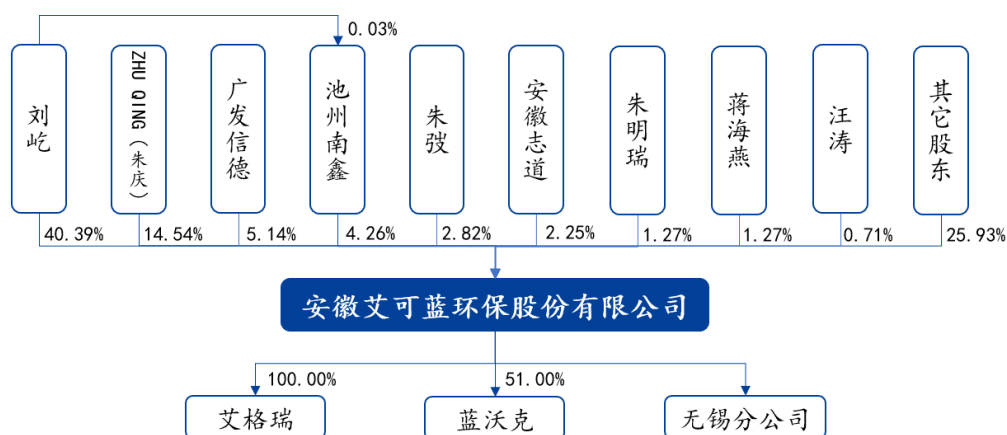 0.03%
刘屹
ZHU QING（朱庆）
广发信德
池州南鑫
朱弢
安徽志道
朱明瑞
蒋海燕
汪涛
其它股东
40.39%
14.54%
5.14%
4.26%
2.82%
2.25%
1.27%
1.27%
0.71%
25.93%
安徽艾可蓝环保股份有限公司
100.00%
51.00%
艾格瑞
蓝沃克
无锡分公司